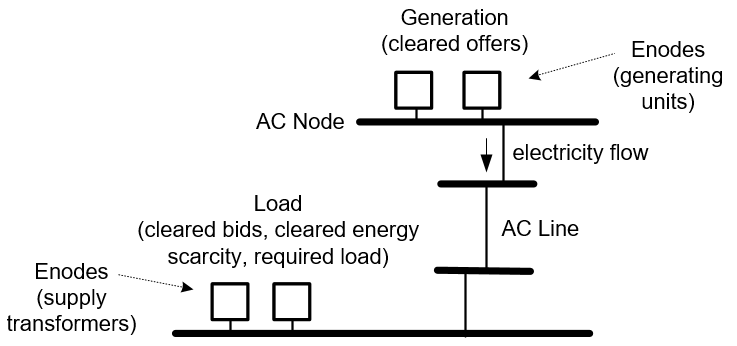 Generation
(cleared offers)
Enodes
(generating
units)
AC Node
electricity flow
Load
(cleared bids, cleared energy
scarcity, required load)
AC Line
Enodes
(supply
transformers)